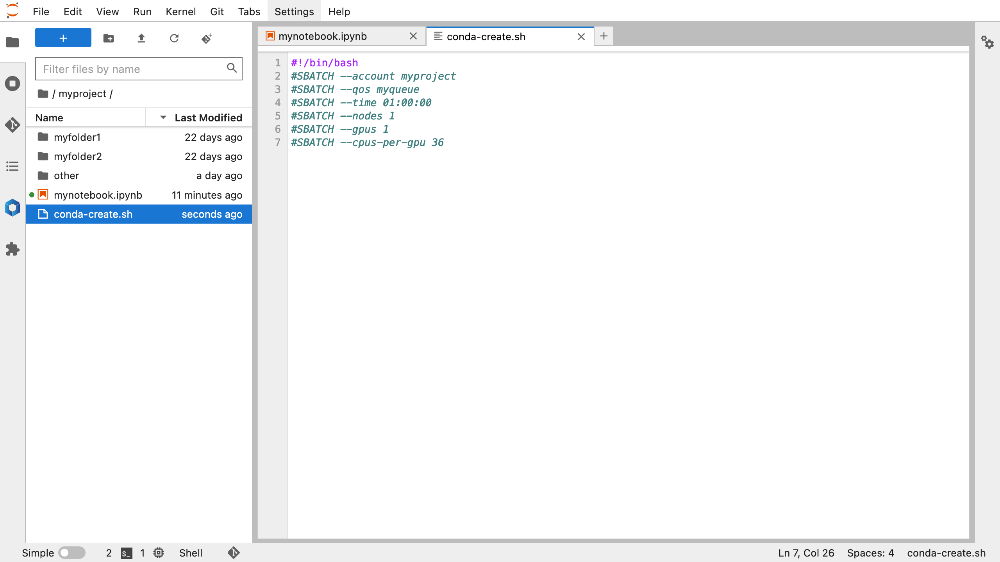 File Edit View Run Kernel Git Tabs Settings Help
Filter files by name
/ myproject /
Name Last Modified
myfolder1 22 days ago
myfolder2 22 days ago
other a day ago
mynotebook.ipynb 11 minutes ago
conda-create.sh seconds ago
mynotebook.ipynb conda-create.sh
1 #!/bin/bash
2 #SBATCH --account myproject
3 #SBATCH --qos myqueue
4 #SBATCH --time 01:00:00
5 #SBATCH --nodes 1
6 #SBATCH --gpus 1
7 #SBATCH --cpus-per-gpu 36
Simple 2 $_ 1 Shell Ln 7, Col 26 Spaces: 4 conda-create.sh